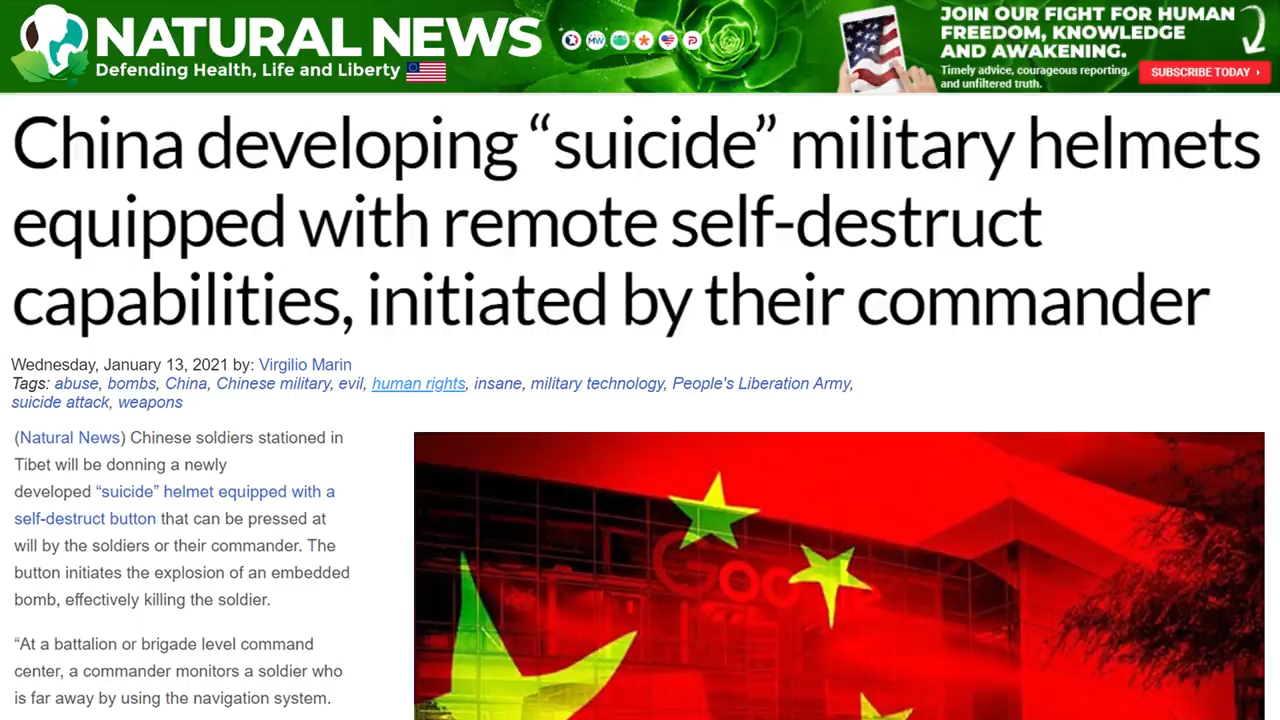 NATURAL NEWS
Defending Health, Life and Liberty
MW
JOIN OUR FIGHT FOR HUMAN
FREEDOM, KNOWLEDGE
AND AWAKENING.
Timely advice, courageous reporting,
and unfiltered truth.
SUBSCRIBE TODAY
China developing “suicide” military helmets
equipped with remote self-destruct
capabilities, initiated by their commander
Wednesday, January 13, 2021 by: Virgilio Marin
Tags: abuse, bombs, China, Chinese military, evil, human rights, insane, military technology, People's Liberation Army,
suicide attack, weapons
(Natural News) Chinese soldiers stationed in
Tibet will be donning a newly
developed “suicide” helmet equipped with a
self-destruct button that can be pressed at
will by the soldiers or their commander. The
button initiates the explosion of an embedded
bomb, effectively killing the soldier.
“At a battalion or brigade level command
center, a commander monitors a soldier who
is far away by using the navigation system.
Google